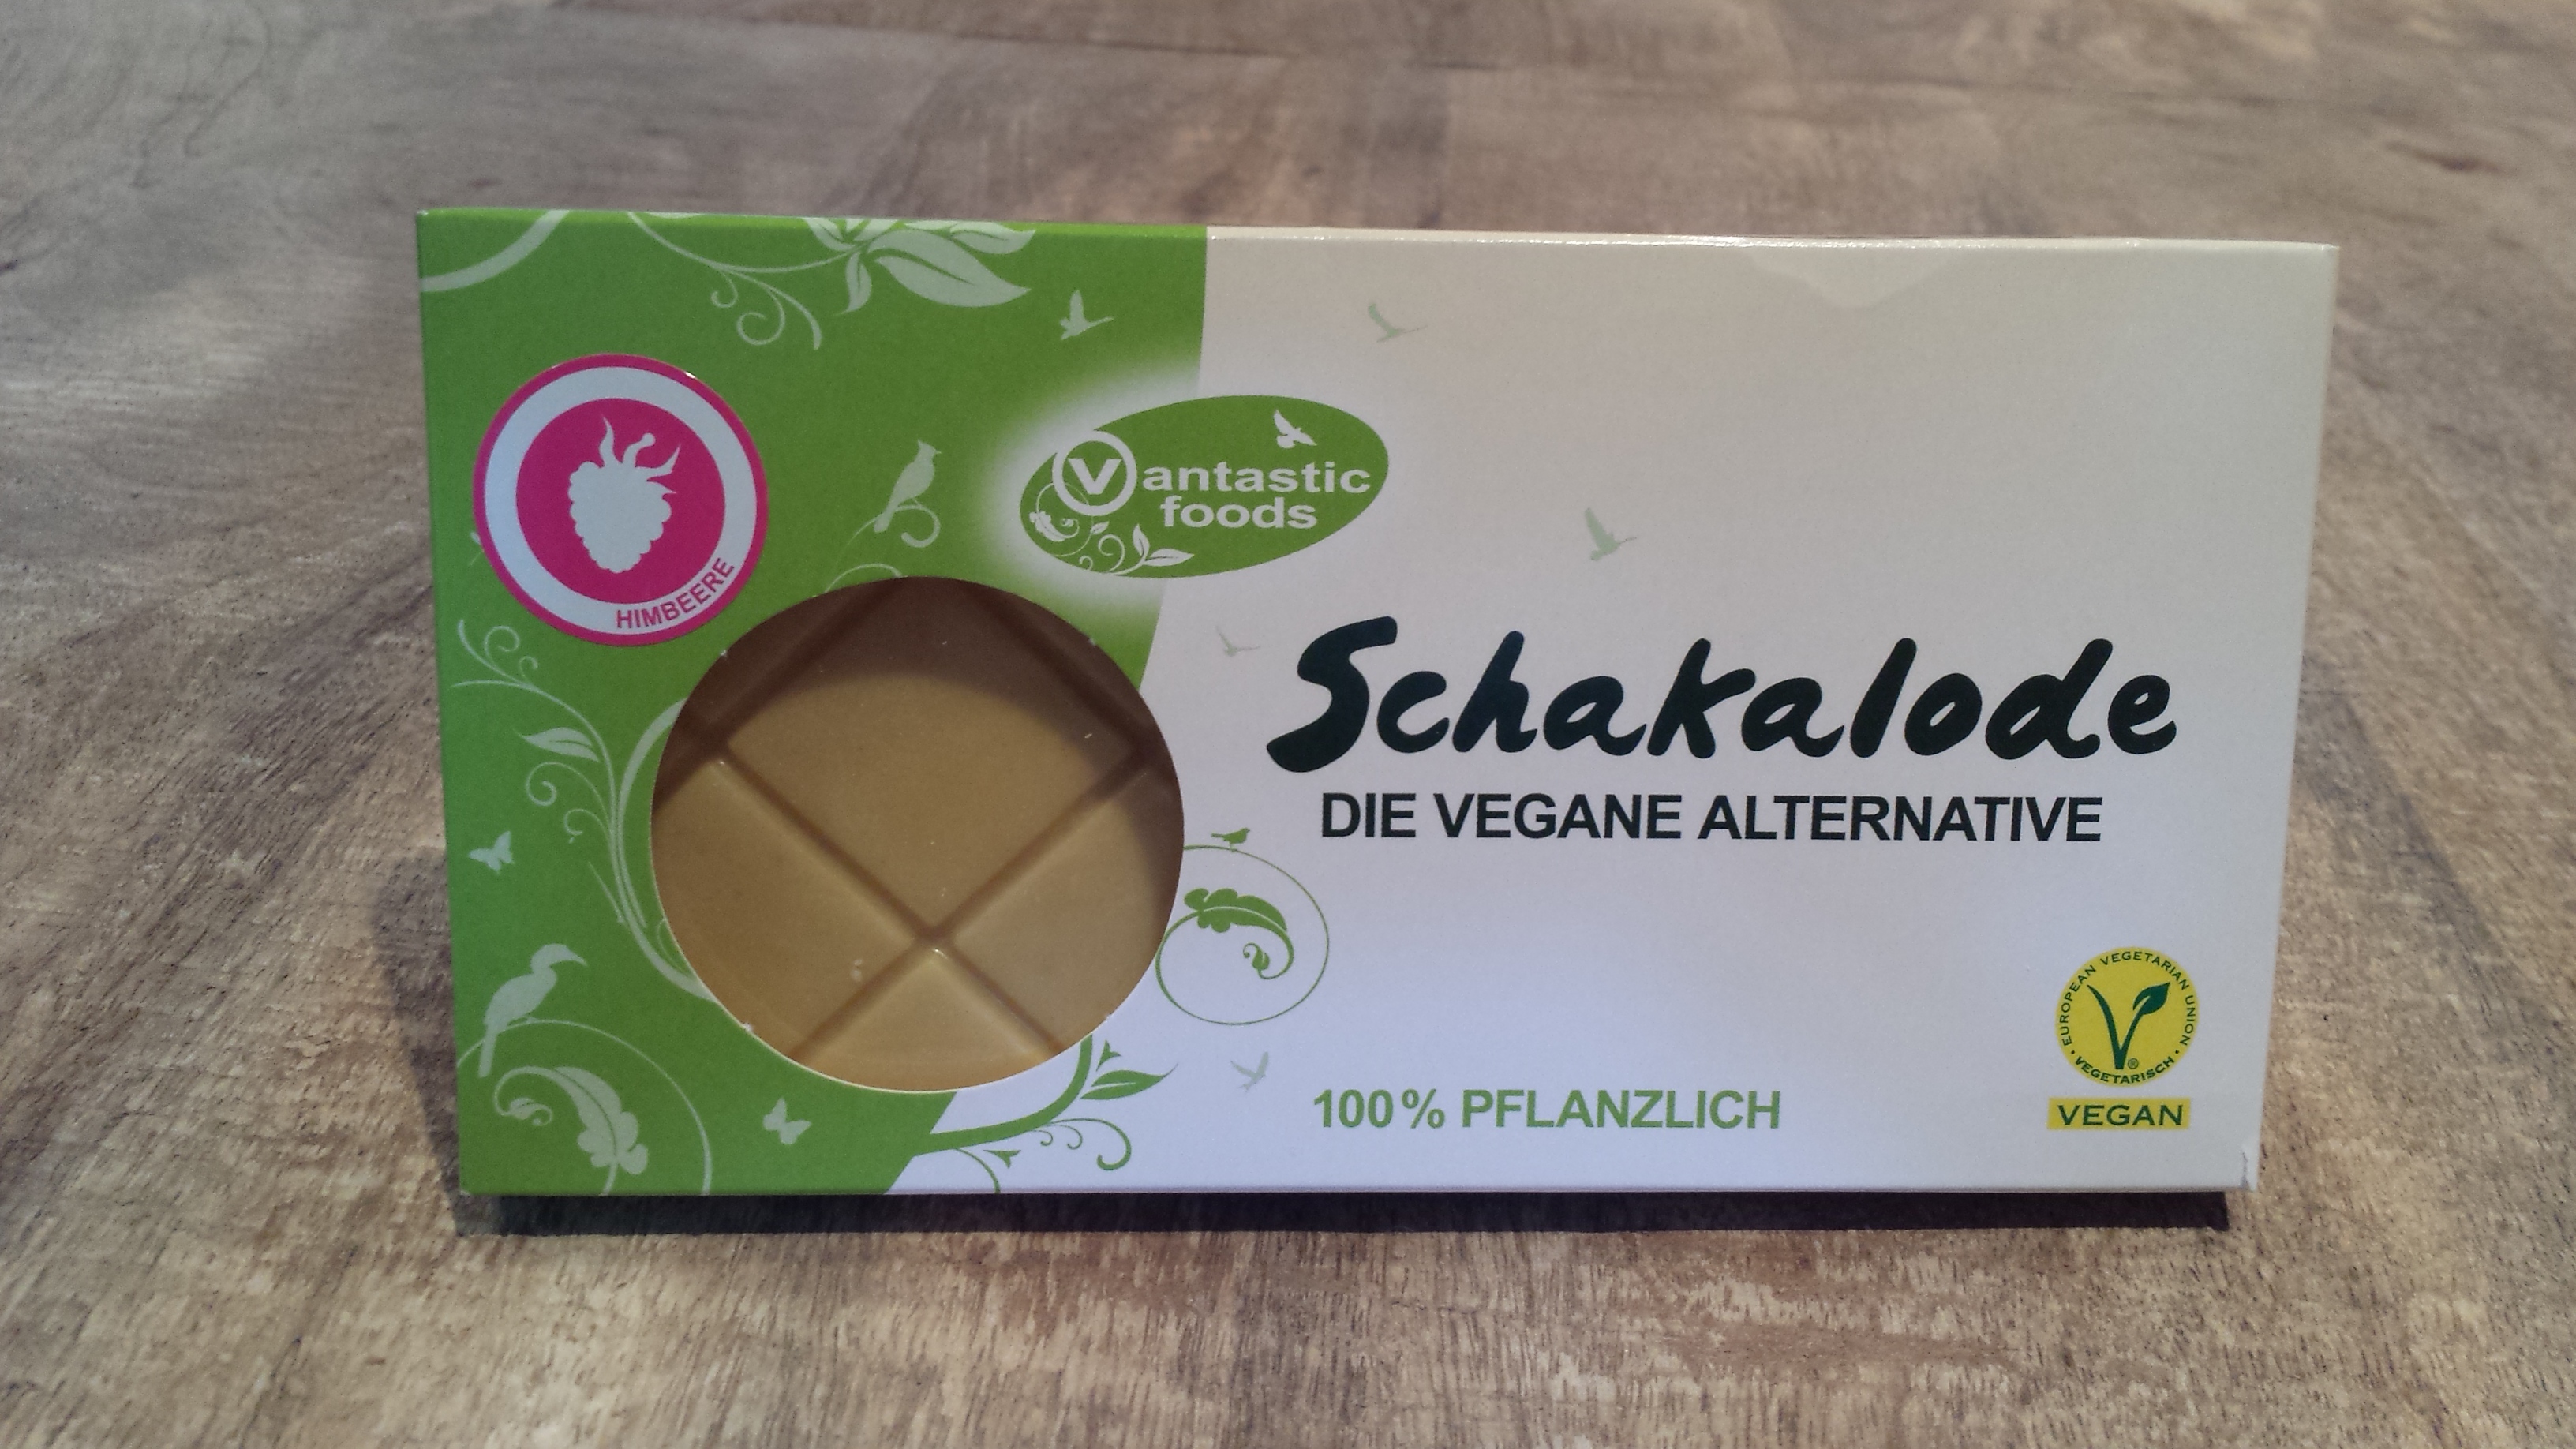 HIMBEERE
Vantastic
foods
Schakalode
DIE VEGANE ALTERNATIVE
100% PFLANZLICH
EUROPEAN VEGETARIAN UNION
• VEGETARISCH •
®
VEGAN